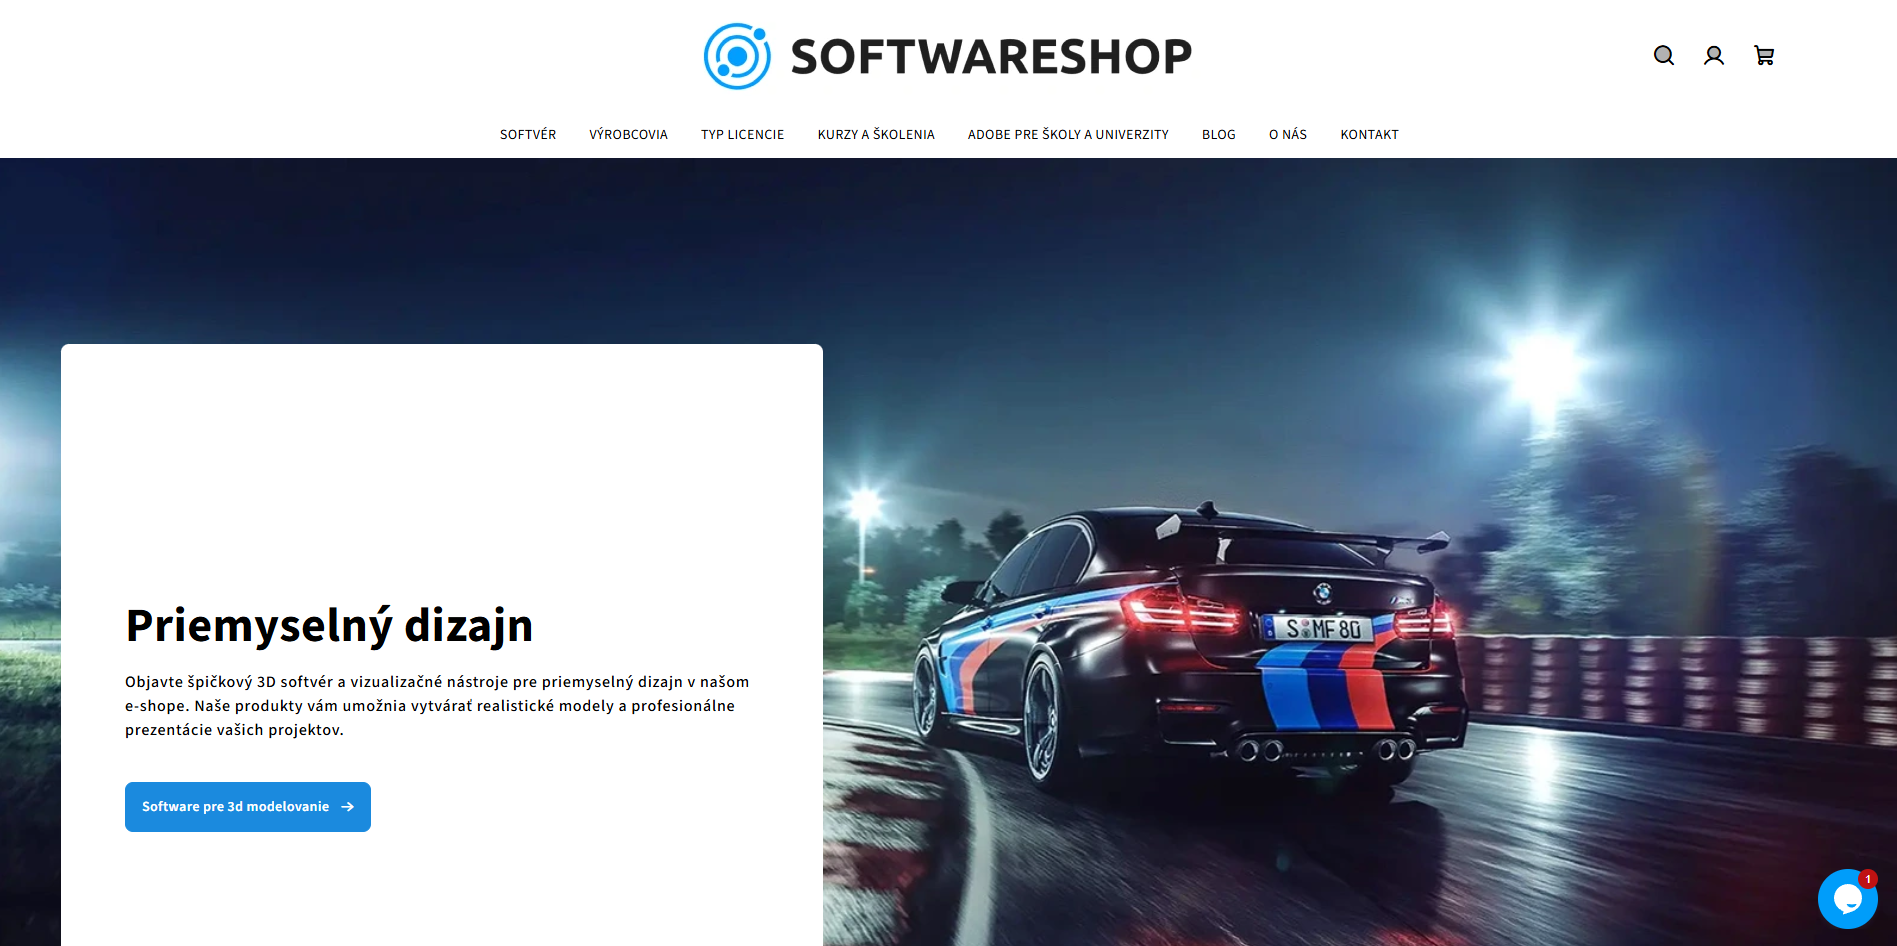 SOFTWARESHOP
SOFTVÉR VÝROBCOVIA TYP LICENCIE KURZY A ŠKOLENIA ADOBE PRE ŠKOLY A UNIVERZITY BLOG O NÁS KONTAKT
S MF 80
Priemyselný dizajn
Objavte špičkový 3D softvér a vizualizačné nástroje pre priemyselný dizajn v našom
e-shope. Naše produkty vám umožnia vytvárať realistické modely a profesionálne
prezentácie vašich projektov.
Software pre 3d modelovanie
1